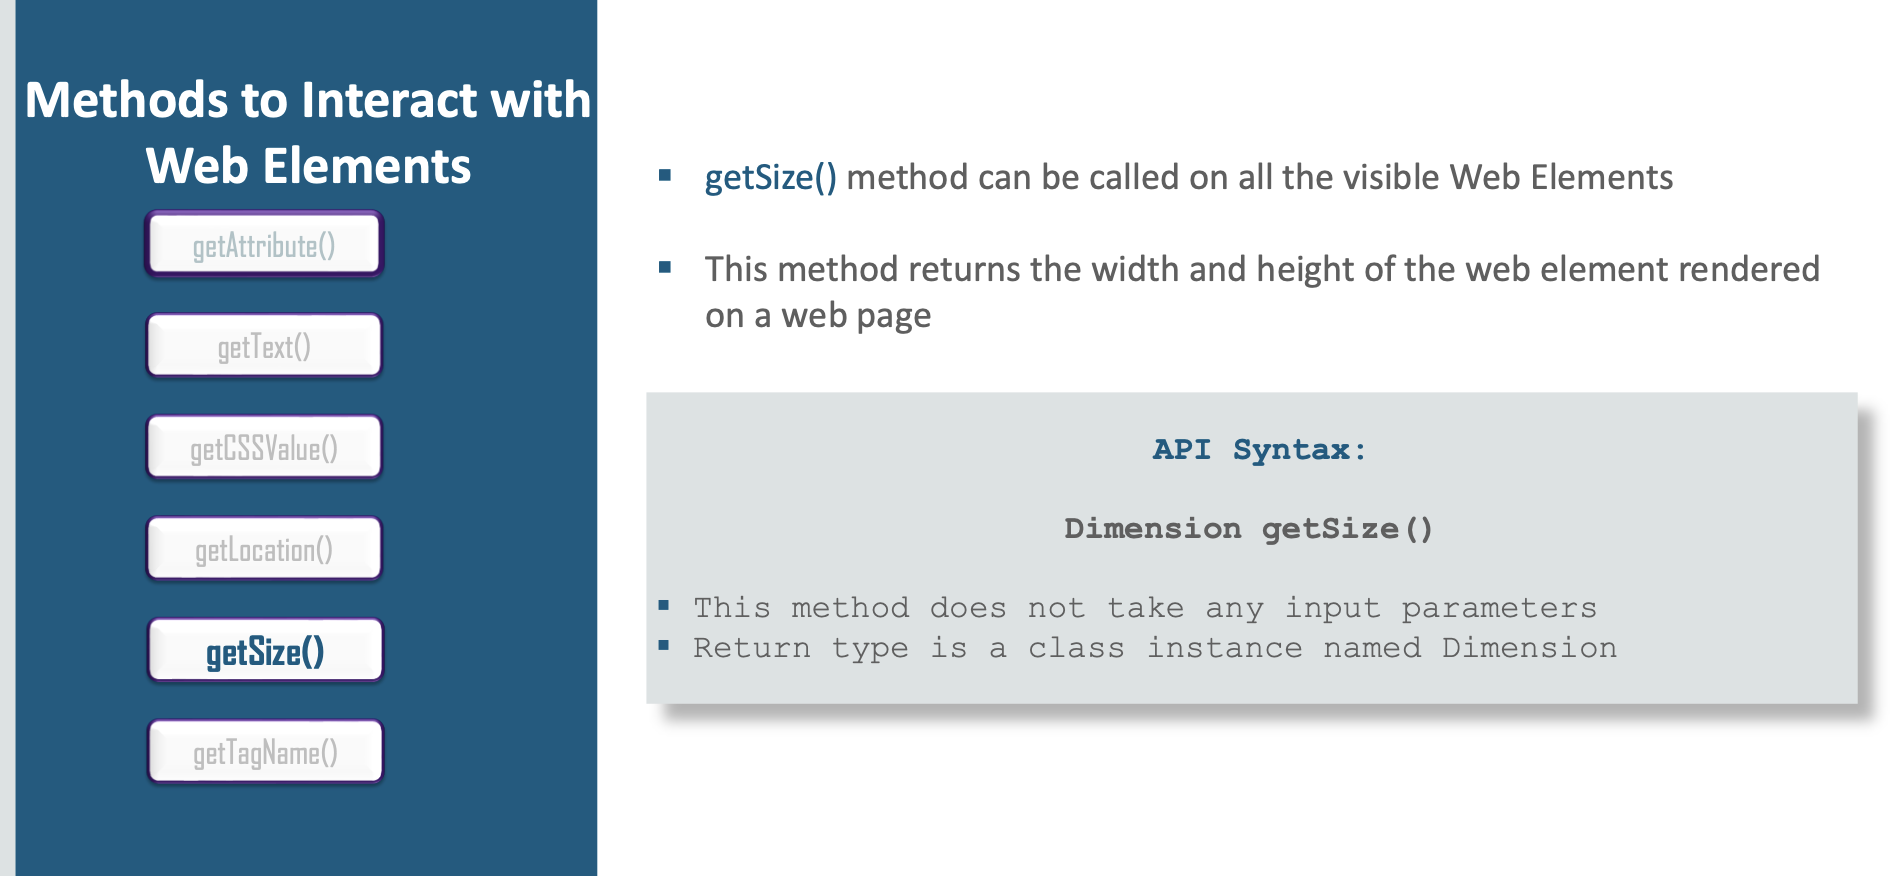 Methods to Interact with
Web Elements
getAttribute()
getText()
getCSSValue()
getLocation()
getSize()
getTagName()
▪ getSize() method can be called on all the visible Web Elements
▪ This method returns the width and height of the web element rendered
on a web page
API Syntax:
Dimension getSize()
▪ This method does not take any input parameters
▪ Return type is a class instance named Dimension